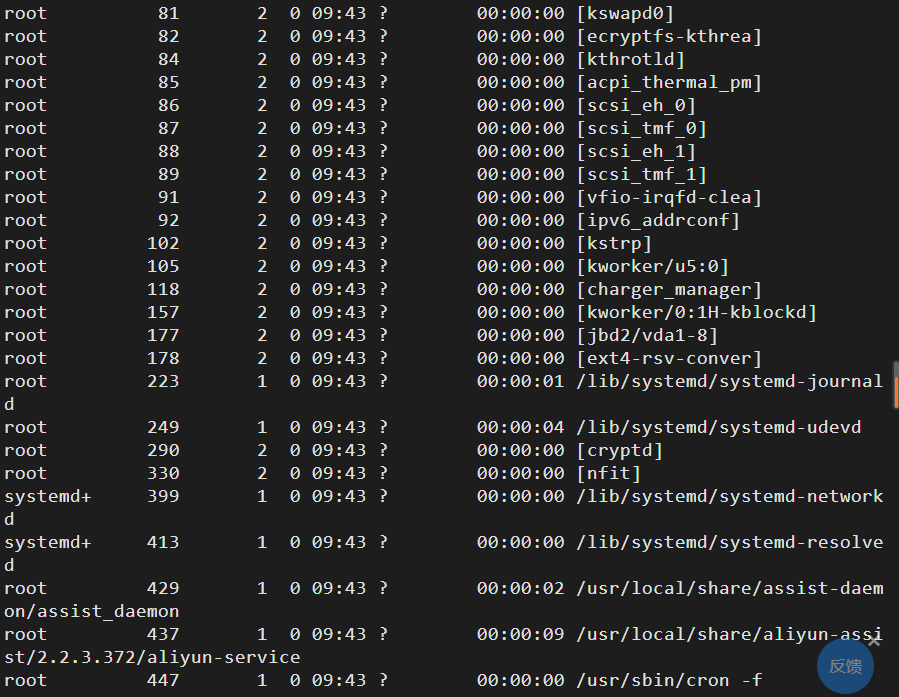 root          81       2  0 09:43 ?        00:00:00 [kswapd0]
root          82       2  0 09:43 ?        00:00:00 [ecryptfs-kthrea]
root          84       2  0 09:43 ?        00:00:00 [kthrotld]
root          85       2  0 09:43 ?        00:00:00 [acpi_thermal_pm]
root          86       2  0 09:43 ?        00:00:00 [scsi_eh_0]
root          87       2  0 09:43 ?        00:00:00 [scsi_tmf_0]
root          88       2  0 09:43 ?        00:00:00 [scsi_eh_1]
root          89       2  0 09:43 ?        00:00:00 [scsi_tmf_1]
root          91       2  0 09:43 ?        00:00:00 [vfio-irqfd-clea]
root          92       2  0 09:43 ?        00:00:00 [ipv6_addrconf]
root         102       2  0 09:43 ?        00:00:00 [kstrp]
root         105       2  0 09:43 ?        00:00:00 [kworker/u5:0]
root         118       2  0 09:43 ?        00:00:00 [charger_manager]
root         157       2  0 09:43 ?        00:00:00 [kworker/0:1H-kblockd]
root         177       2  0 09:43 ?        00:00:00 [jbd2/vda1-8]
root         178       2  0 09:43 ?        00:00:00 [ext4-rsv-conver]
root         223       1  0 09:43 ?        00:00:01 /lib/systemd/systemd-journal
d
root         249       1  0 09:43 ?        00:00:04 /lib/systemd/systemd-udevd
root         290       2  0 09:43 ?        00:00:00 [cryptd]
root         330       2  0 09:43 ?        00:00:00 [nfit]
systemd+     399       1  0 09:43 ?        00:00:00 /lib/systemd/systemd-network
d
systemd+     413       1  0 09:43 ?        00:00:00 /lib/systemd/systemd-resolve
d
root         429       1  0 09:43 ?        00:00:02 /usr/local/share/assist-daem
on/assist_daemon
root         437       1  0 09:43 ?        00:00:09 /usr/local/share/aliyun-assi
st/2.2.3.372/aliyun-service
root         447       1  0 09:43 ?        00:00:00 /usr/sbin/cron -f
反馈